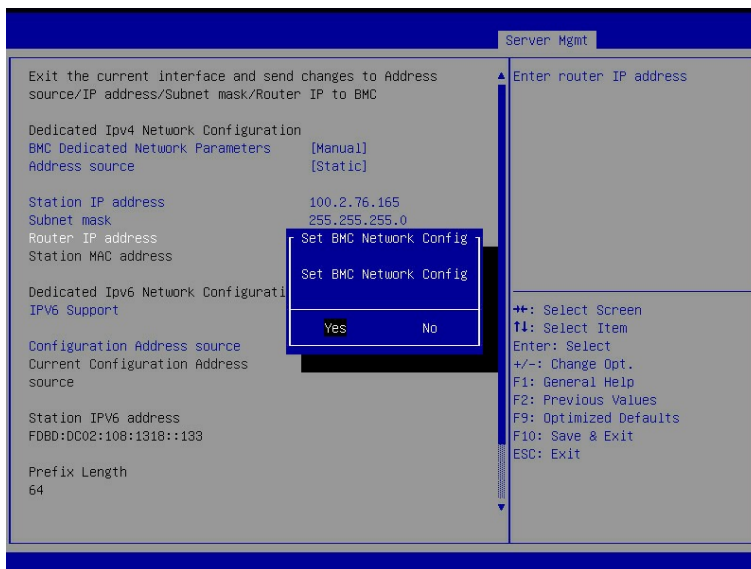 Server Mgmt
Exit the current interface and send changes to Address
source/IP address/Subnet mask/Router IP to BMC
Dedicated Ipv4 Network Configuration
BMC Dedicated Network Parameters [Manual]
Address source [Static]
Station IP address 100.2.76.165
Subnet mask 255.255.255.0
Router IP address
Station MAC address
Dedicated Ipv6 Network Configurati
IPV6 Support
Configuration Address source
Current Configuration Address
source
Station IPV6 address
FDBD:DC02:108:1318::133
Prefix Length
64
Set BMC Network Config
Set BMC Network Config
Yes No
Enter router IP address
→←: Select Screen
↑↓: Select Item
Enter: Select
+/-: Change Opt.
F1: General Help
F2: Previous Values
F9: Optimized Defaults
F10: Save & Exit
ESC: Exit